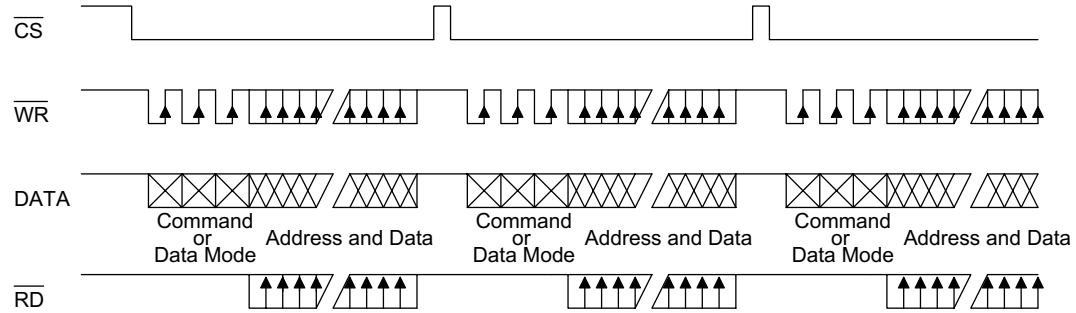 CS
WR
DATA
Command
or
Data Mode
Address and Data
Command
or
Data Mode
Address and Data
Command
or
Data Mode
Address and Data
RD